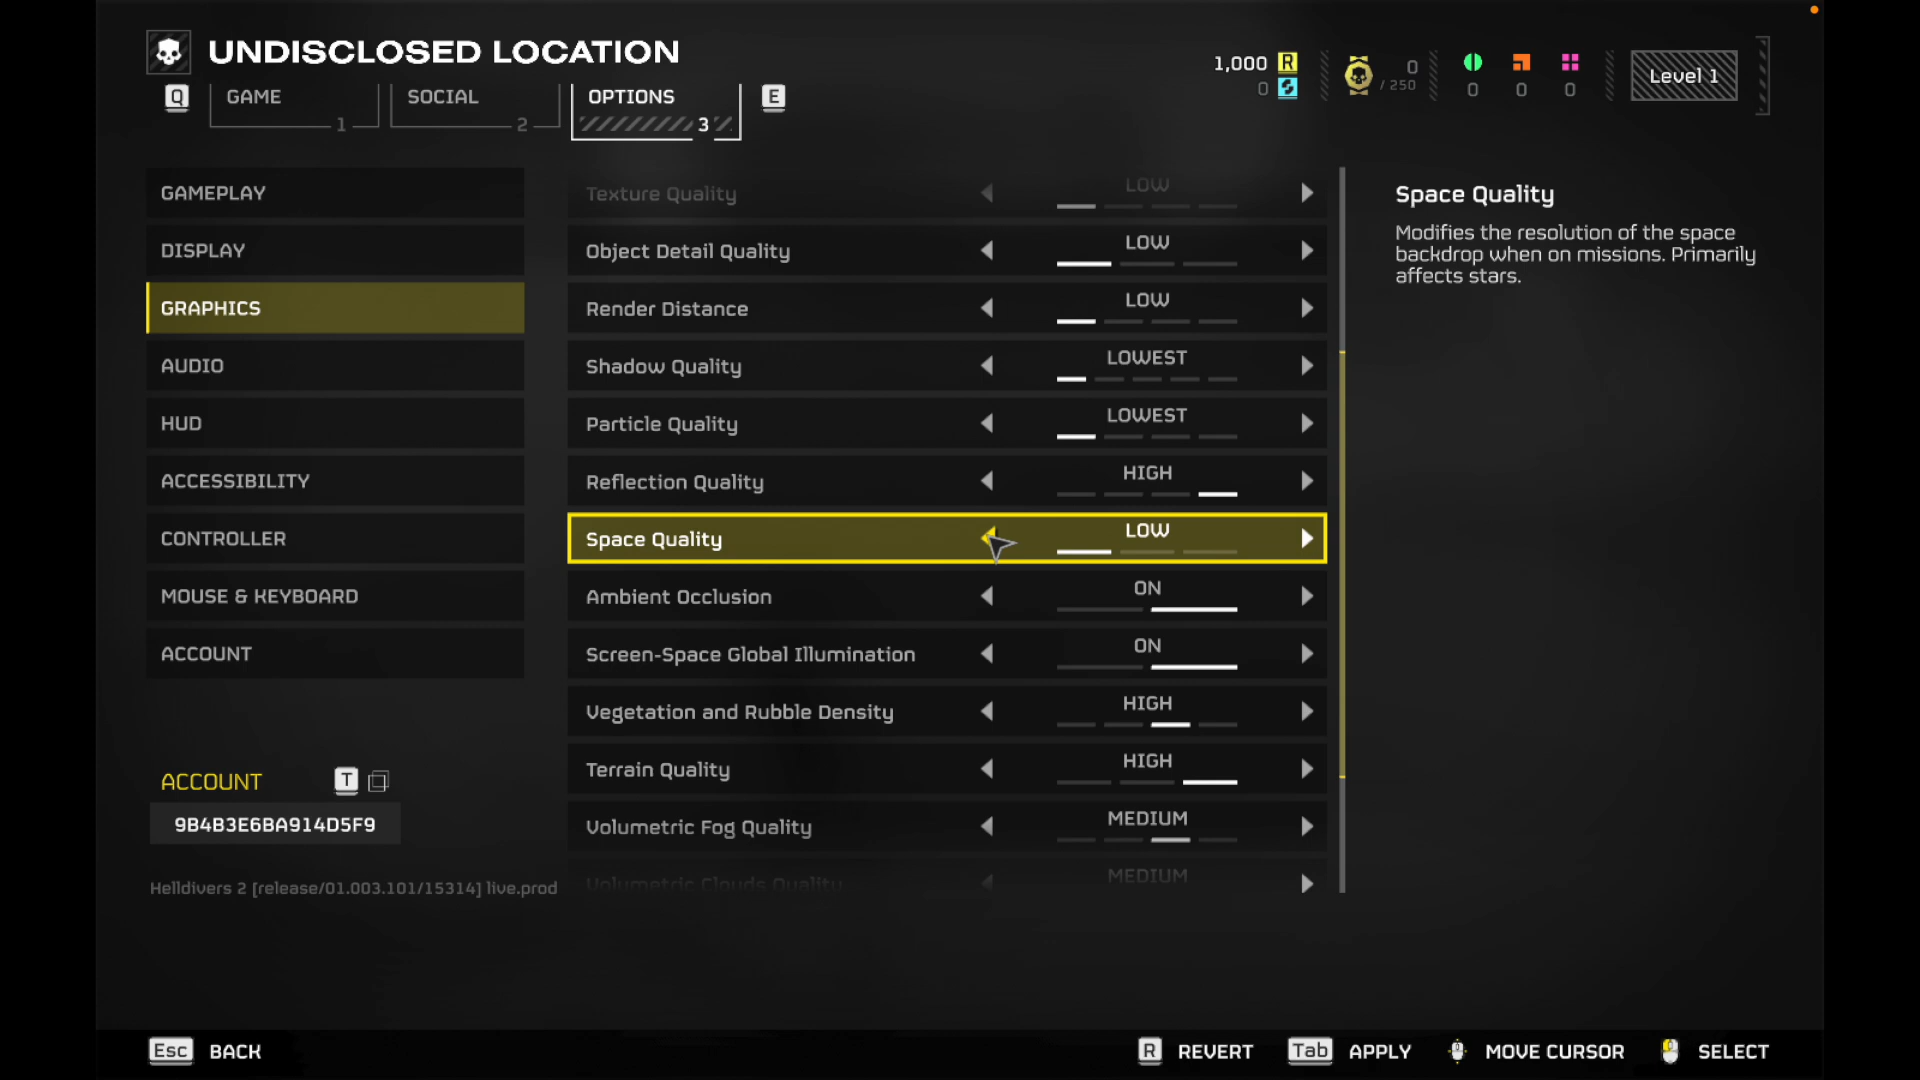 UNDISCLOSED LOCATION
1,000 R
0
0 / 250
0 0 0
Level 1
Q GAME 1 SOCIAL 2 OPTIONS 3 E
GAMEPLAY
DISPLAY
GRAPHICS
AUDIO
HUD
ACCESSIBILITY
CONTROLLER
MOUSE & KEYBOARD
ACCOUNT
Texture Quality LOW
Object Detail Quality LOW
Render Distance LOW
Shadow Quality LOWEST
Particle Quality LOWEST
Reflection Quality HIGH
Space Quality LOW
Ambient Occlusion ON
Screen-Space Global Illumination ON
Vegetation and Rubble Density HIGH
Terrain Quality HIGH
Volumetric Fog Quality MEDIUM
Volumetric Clouds Quality MEDIUM
Space Quality
Modifies the resolution of the space
backdrop when on missions. Primarily
affects stars.
ACCOUNT T
9B4B3E6BA914D5F9
Helldivers 2 [release/01.003.101/15314] live.prod
Esc BACK
R REVERT Tab APPLY MOVE CURSOR SELECT